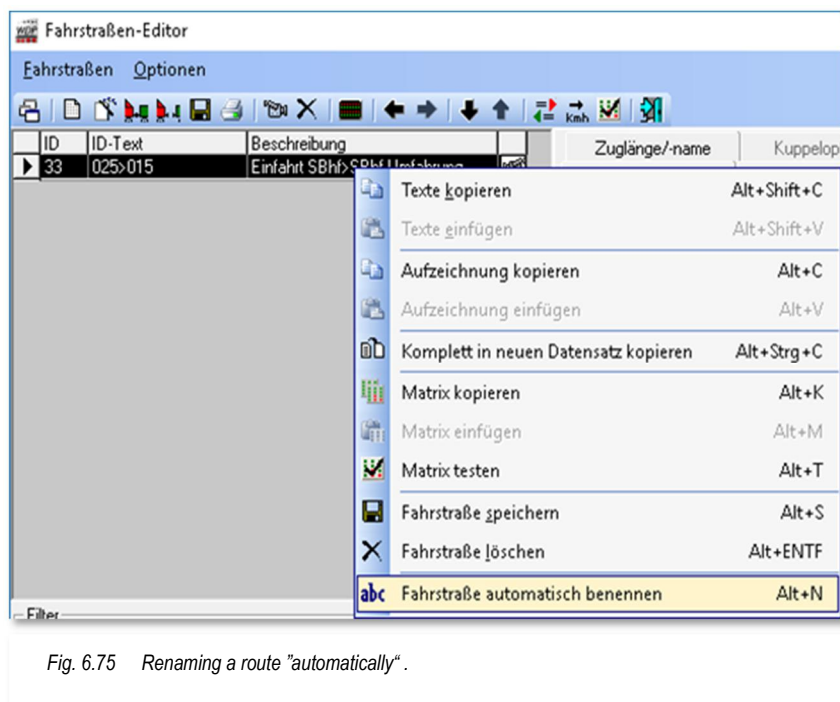 WDP Fahrstraßen-Editor
Fahrstraßen Optionen
kmh
ID ID-Text Beschreibung Zuglänge/-name Kuppelop
33 025>015 Einfahrt SBhf>SBhf Umfahrung
Texte kopieren Alt+Shift+C
Texte einfügen Alt+Shift+V
Aufzeichnung kopieren Alt+C
Aufzeichnung einfügen Alt+V
Komplett in neuen Datensatz kopieren Alt+Strg+C
Matrix kopieren Alt+K
Matrix einfügen Alt+M
Matrix testen Alt+T
Fahrstraße speichern Alt+S
Fahrstraße löschen Alt+ENTF
abc Fahrstraße automatisch benennen Alt+N
Filter
Fig. 6.75 Renaming a route ”automatically“ .